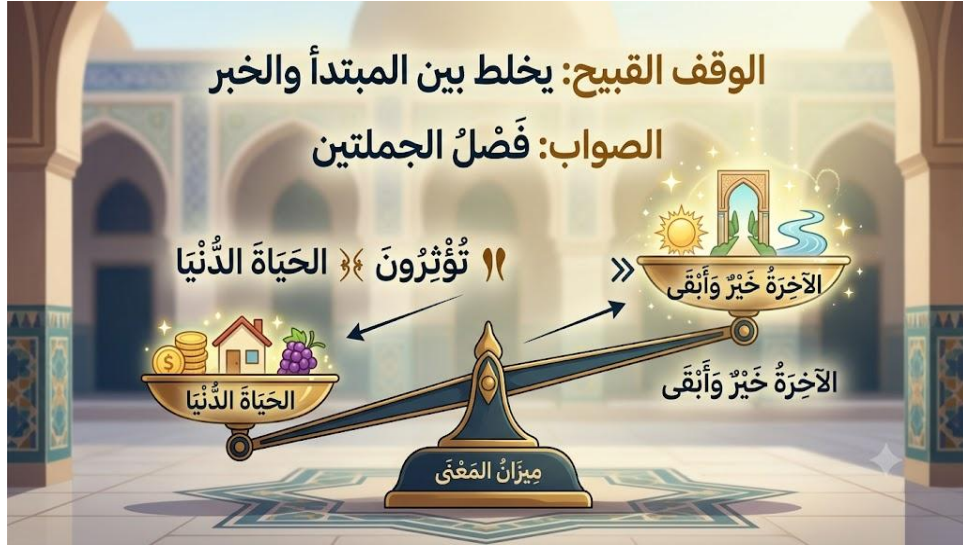 الوقف القبيح: يخلط بين المبتدأ والخبر
الصواب: فَصْلُ الجملتين
" تُؤْثِرُونَ ﴾﴿ الحَيَاةَ الدُّنْيَا
»
الآخِرَةُ خَيْرٌ وَأَبْقَى
الحَيَاةَ الدُّنْيَا
الآخِرَةُ خَيْرٌ وَأَبْقَى
مِيزَانُ المَعْنَى
$